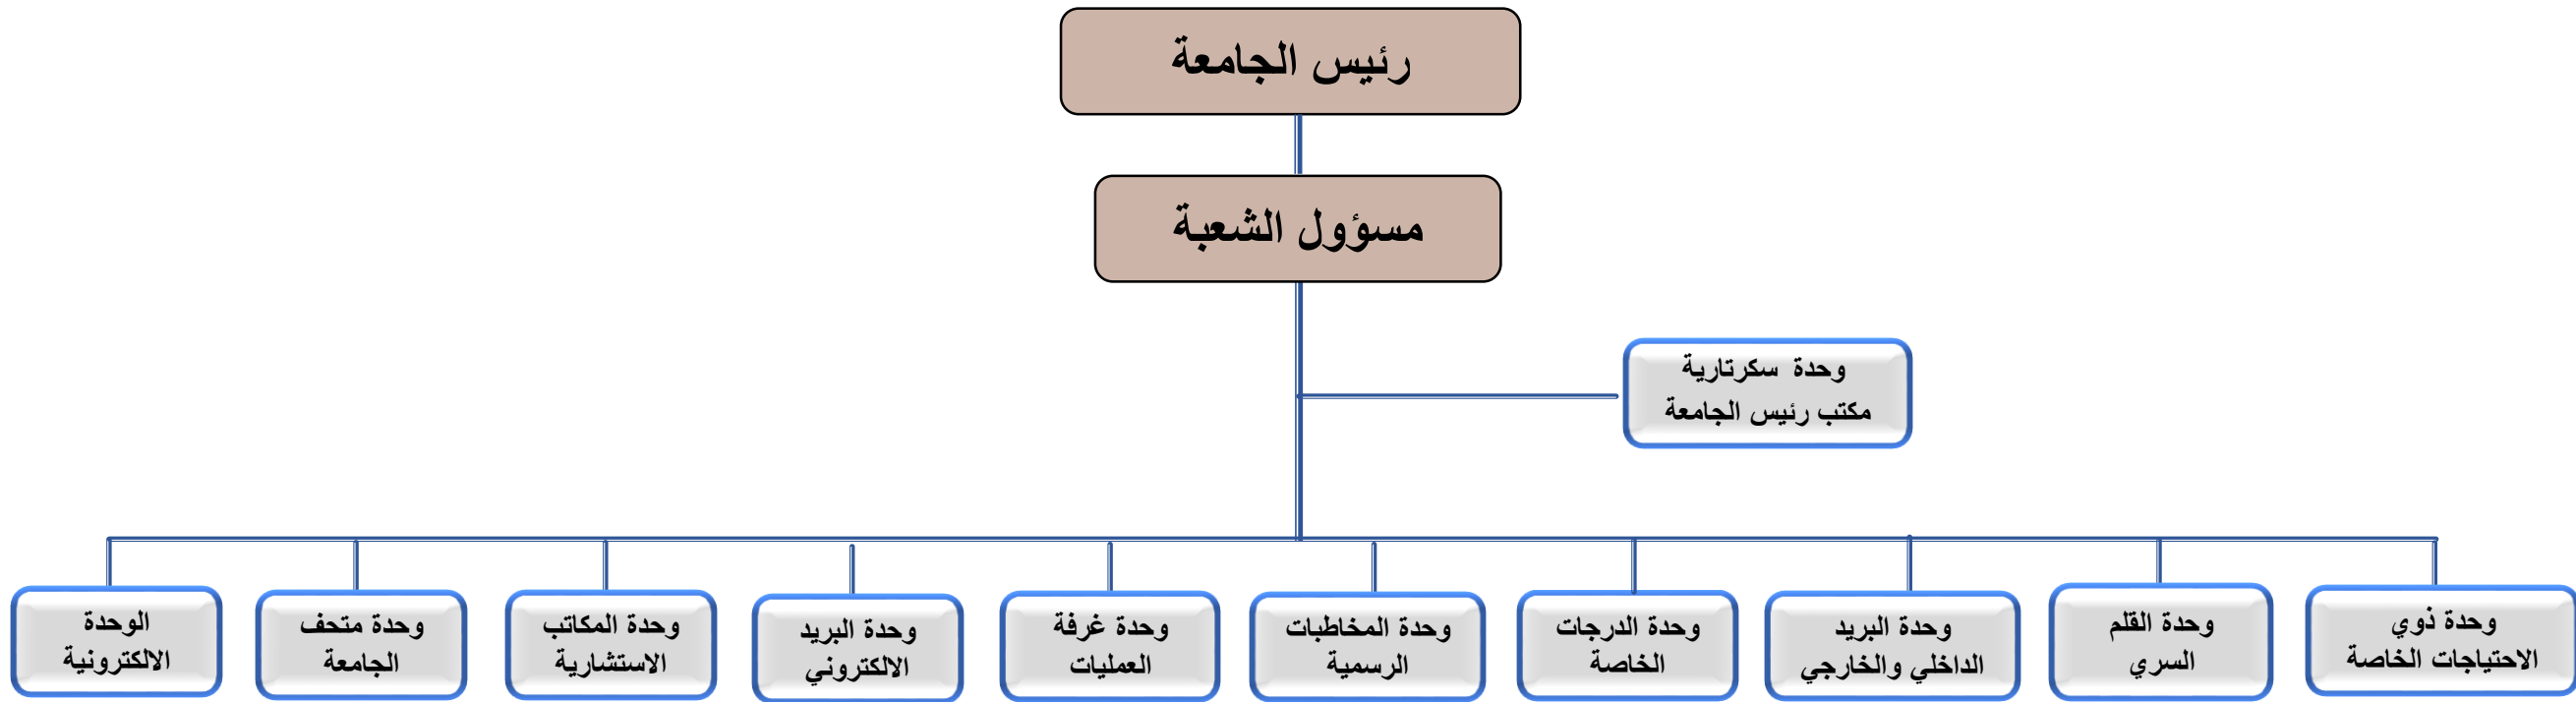 رئيس الجامعة
مسؤول الشعبة
وحدة سكرتارية
مكتب رئيس الجامعة
وحدة ذوي
الاحتياجات الخاصة
وحدة القلم
السري
وحدة البريد
الداخلي والخارجي
وحدة الدرجات
الخاصة
وحدة المخاطبات
الرسمية
وحدة غرفة
العمليات
وحدة البريد
الالكتروني
وحدة المكاتب
الاستشارية
وحدة متحف
الجامعة
الوحدة
الالكترونية